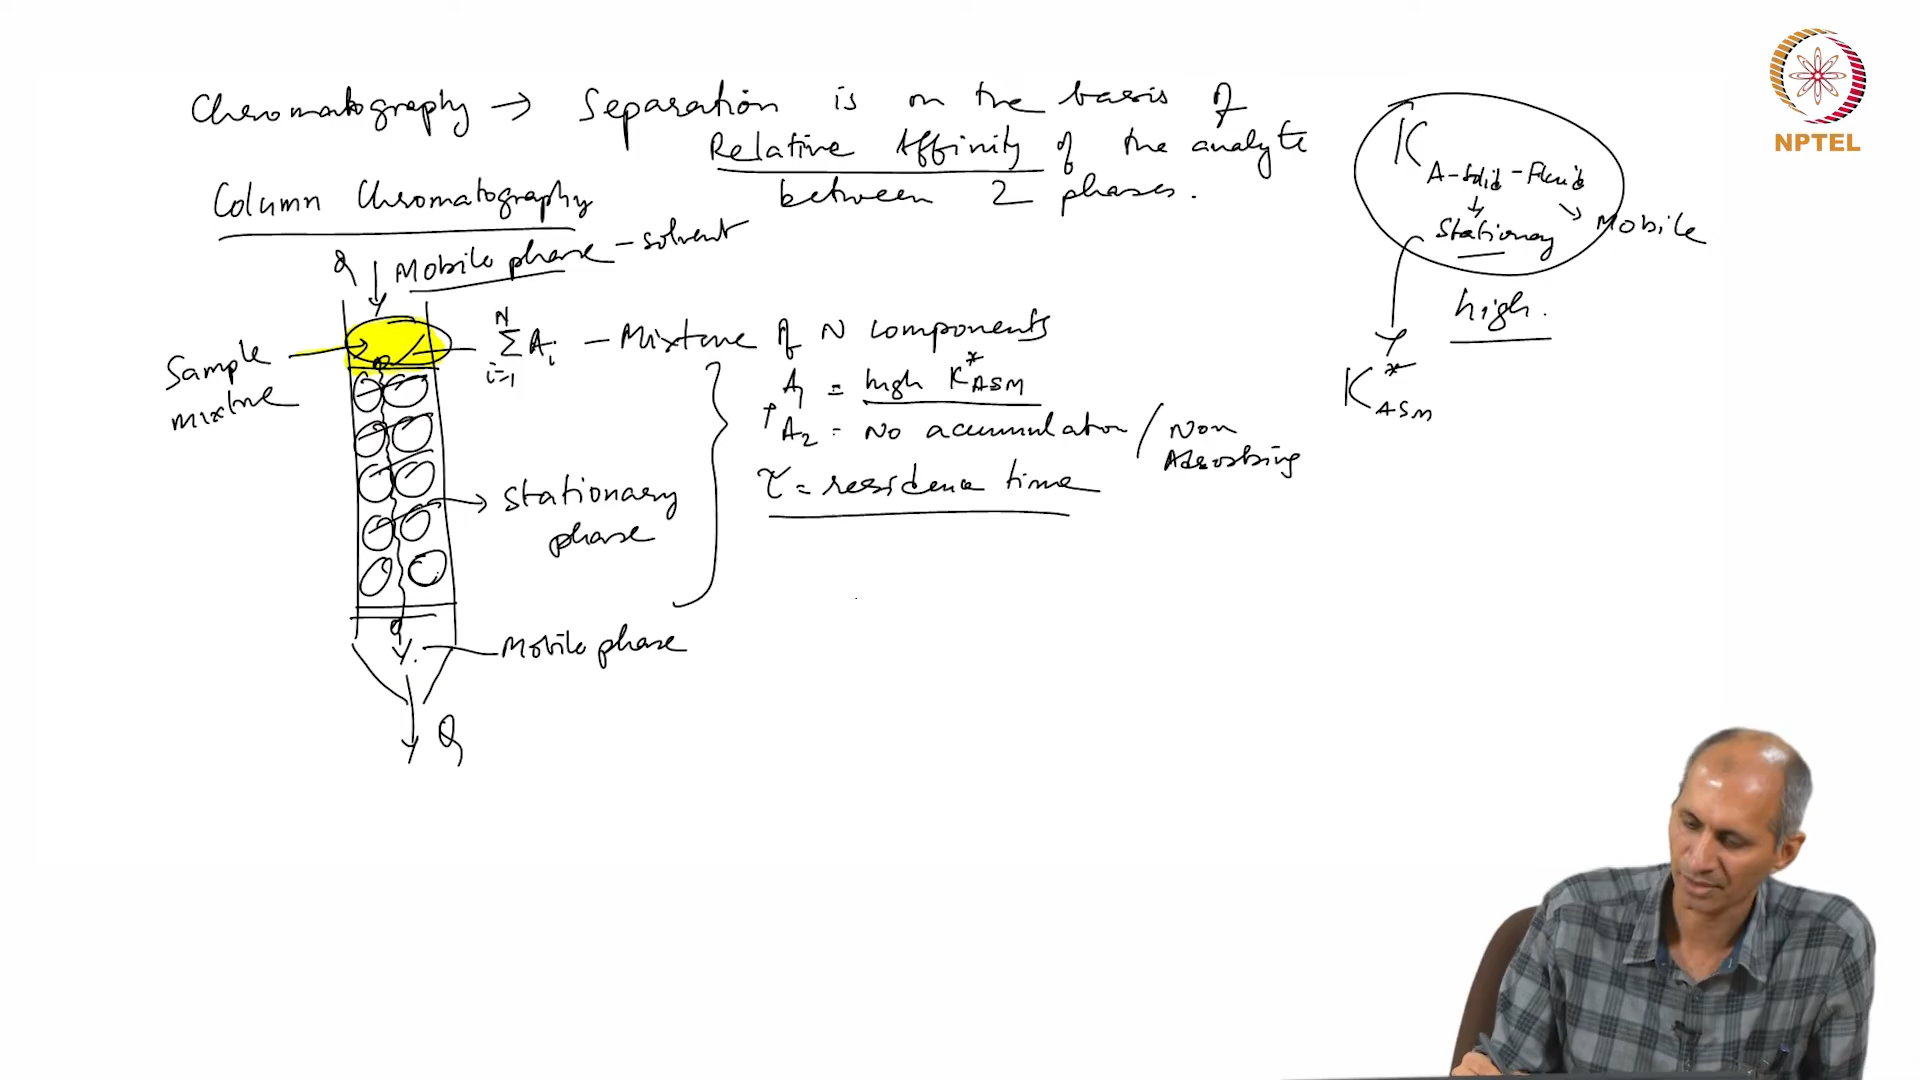 Chromatography → Separation is on the basis of
Relative Affinity of the analyte
between 2 phases.
Column Chromatography
Q
Mobile phase - solvent
Sample
mixture
N
∑ Ai - Mixture of N components
i=1
A1 = high K*ASM
A2 = No accumulation / Non
Adsorbing
τ = residence time
Stationary
phase
Mobile phase
Q
K A-solid-Fluid
Stationary
Mobile
high.
K*ASM
NPTEL